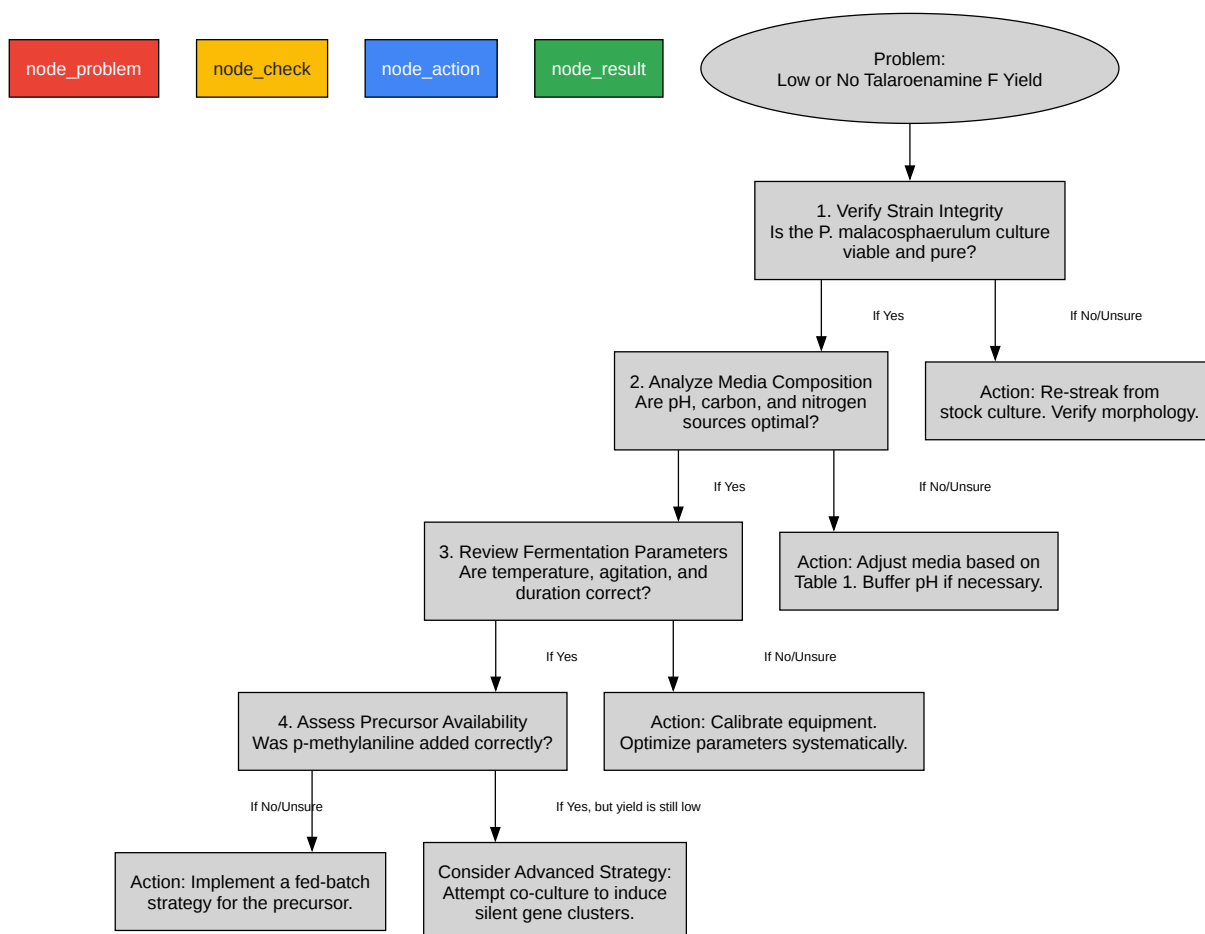 node_problem
node_check
node_action
node_result
Problem:
Low or No Talaroenamine F Yield
1. Verify Strain Integrity
Is the P. malacosphaerulum culture
viable and pure?
If Yes
If No/Unsure
2. Analyze Media Composition
Are pH, carbon, and nitrogen
sources optimal?
Action: Re-streak from
stock culture. Verify morphology.
If Yes
If No/Unsure
3. Review Fermentation Parameters
Are temperature, agitation, and
duration correct?
Action: Adjust media based on
Table 1. Buffer pH if necessary.
If Yes
If No/Unsure
4. Assess Precursor Availability
Was p-methylaniline added correctly?
Action: Calibrate equipment.
Optimize parameters systematically.
If No/Unsure
If Yes, but yield is still low
Action: Implement a fed-batch
strategy for the precursor.
Consider Advanced Strategy:
Attempt co-culture to induce
silent gene clusters.